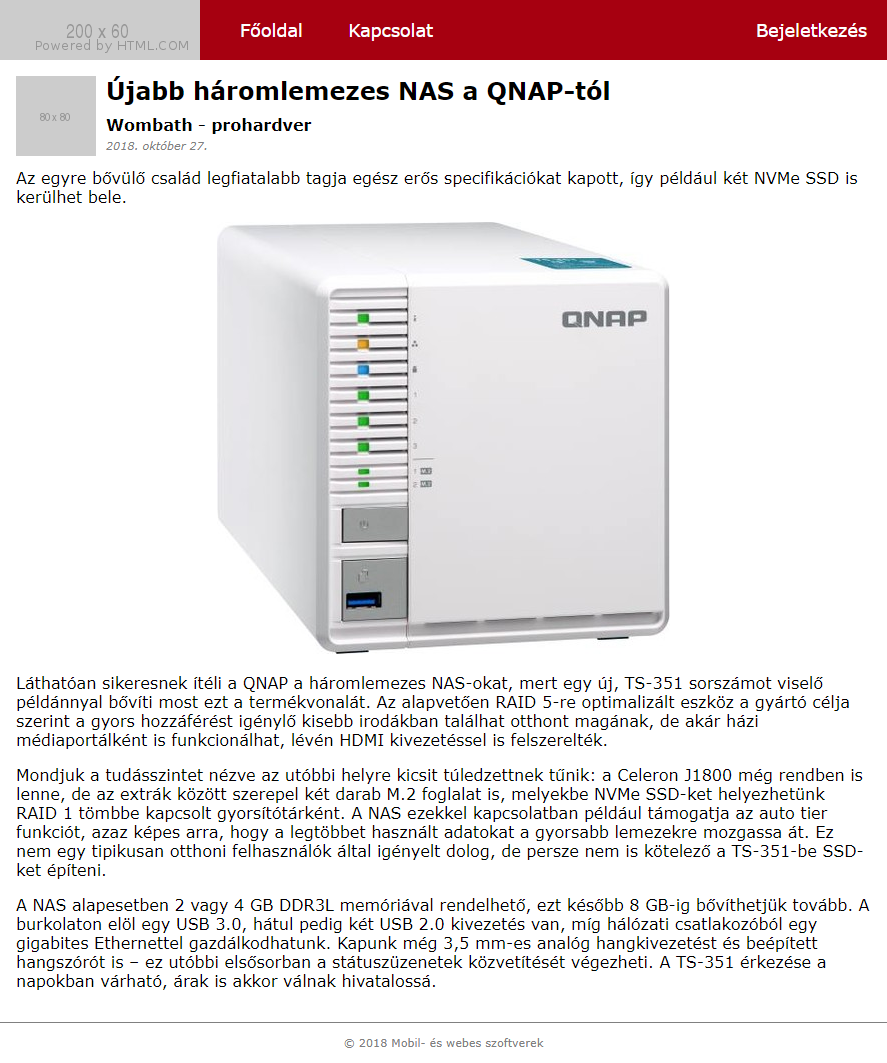 200 x 60
Powered by HTML.COM
Főoldal
Kapcsolat
Bejeletkezés
80 x 80
Újabb háromlemezes NAS a QNAP-tól
Wombath - prohardver
2018. október 27.
Az egyre bővülő család legfiatalabb tagja egész erős specifikációkat kapott, így például két NVMe SSD is
kerülhet bele.
QNAP
1
2
3
1 M.2
2 M.2
Láthatóan sikeresnek ítéli a QNAP a háromlemezes NAS-okat, mert egy új, TS-351 sorszámot viselő
példánnyal bővíti most ezt a termékvonalát. Az alapvetően RAID 5-re optimalizált eszköz a gyártó célja
szerint a gyors hozzáférést igénylő kisebb irodákban találhat otthont magának, de akár házi
médiaportálként is funkcionálhat, lévén HDMI kivezetéssel is felszerelték.
Mondjuk a tudásszintet nézve az utóbbi helyre kicsit túledzettnek tűnik: a Celeron J1800 még rendben is
lenne, de az extrák között szerepel két darab M.2 foglalat is, melyekbe NVMe SSD-ket helyezhetünk
RAID 1 tömbbe kapcsolt gyorsítótárként. A NAS ezekkel kapcsolatban például támogatja az auto tier
funkciót, azaz képes arra, hogy a legtöbbet használt adatokat a gyorsabb lemezekre mozgassa át. Ez
nem egy tipikusan otthoni felhasználók által igényelt dolog, de persze nem is kötelező a TS-351-be SSD-
ket építeni.
A NAS alapesetben 2 vagy 4 GB DDR3L memóriával rendelhető, ezt később 8 GB-ig bővíthetjük tovább. A
burkolaton elöl egy USB 3.0, hátul pedig két USB 2.0 kivezetés van, míg hálózati csatlakozóból egy
gigabites Ethernettel gazdálkodhatunk. Kapunk még 3,5 mm-es analóg hangkivezetést és beépített
hangszórót is – ez utóbbi elsősorban a státuszüzenetek közvetítését végezheti. A TS-351 érkezése a
napokban várható, árak is akkor válnak hivatalossá.
© 2018 Mobil- és webes szoftverek